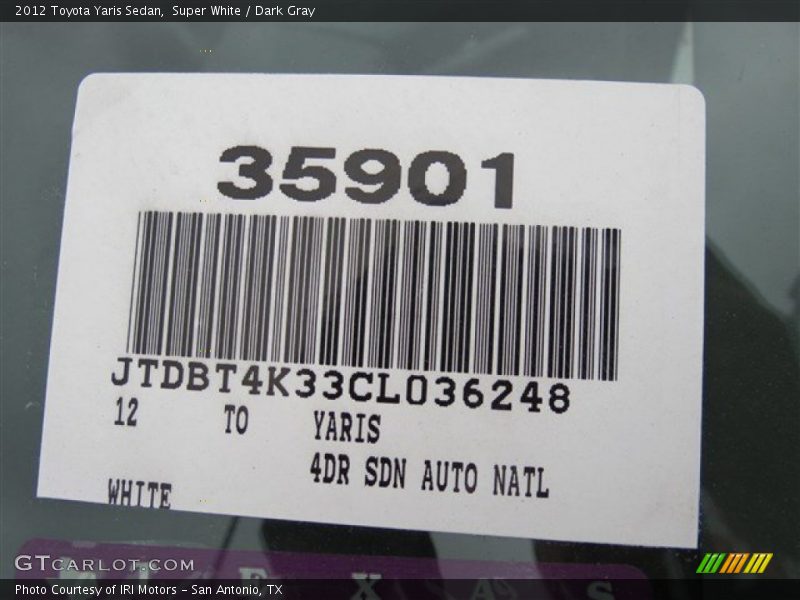 2012 Toyota Yaris Sedan, Super White / Dark Gray
35901
JTDBT4K33CL036248
12 TO YARIS
4DR SDN AUTO NATL
WHITE
GTCARLOT.COM
Photo Courtesy of IRI Motors - San Antonio, TX